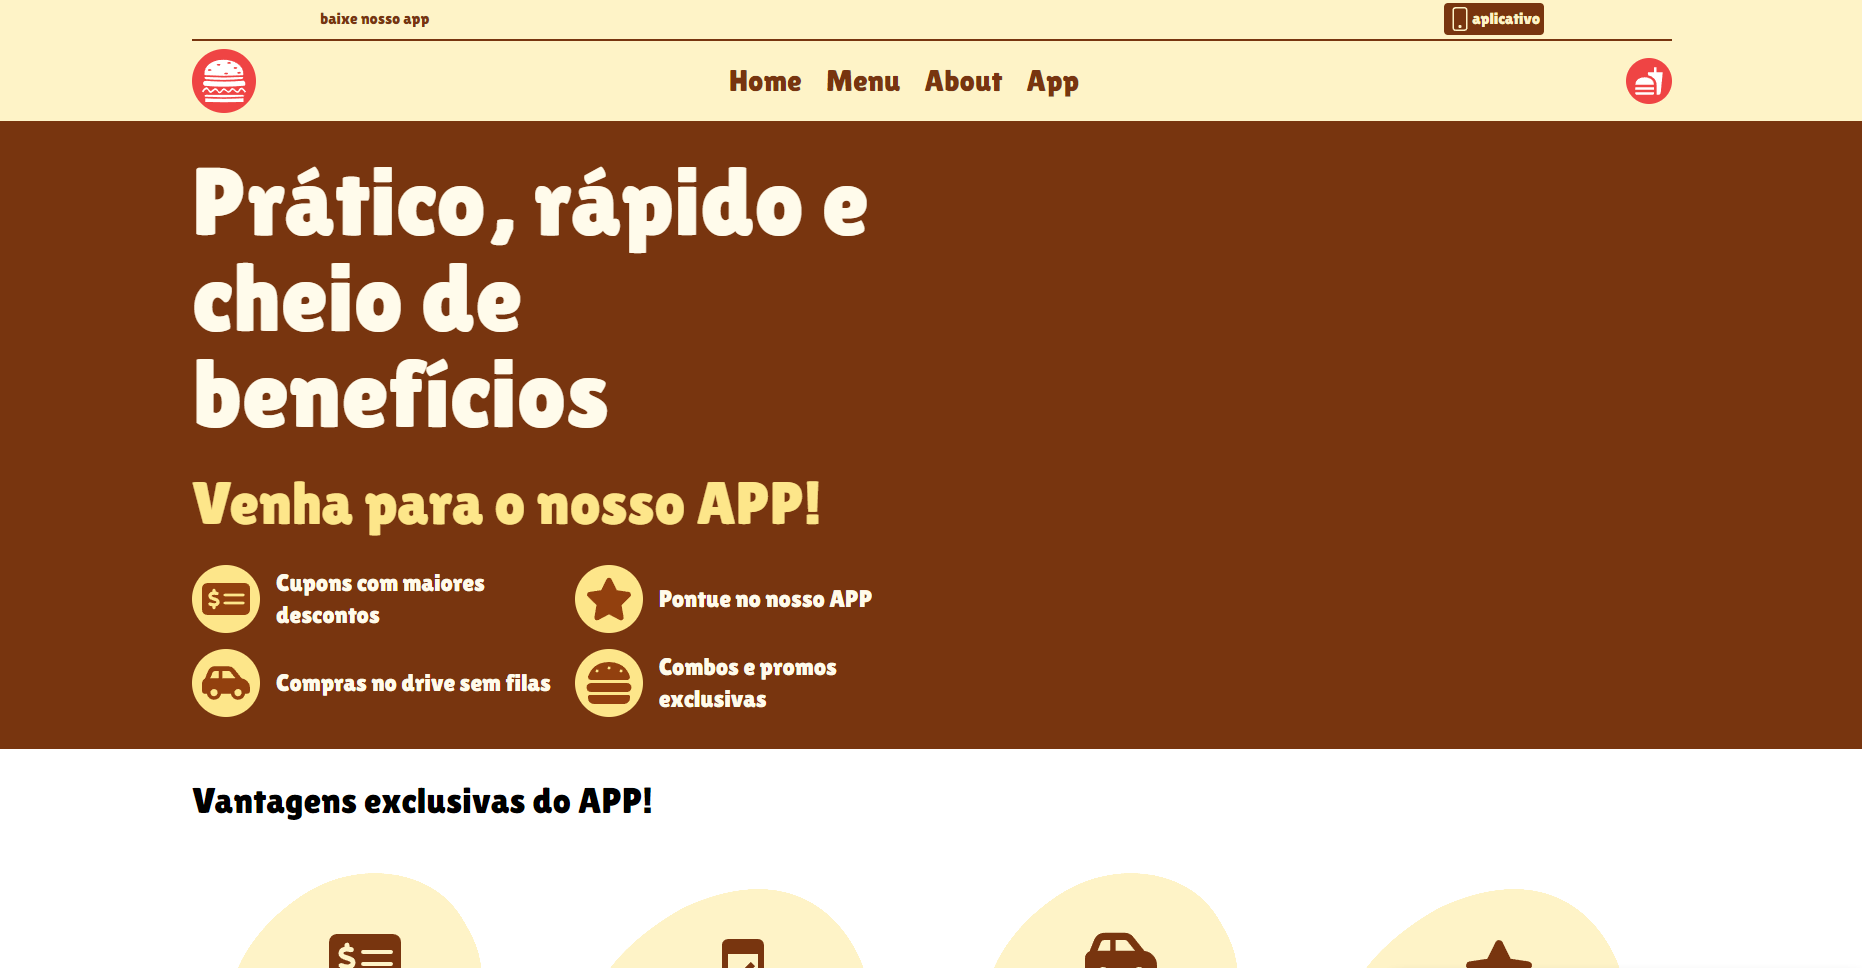 baixe nosso app
aplicativo
Home Menu About App
Prático, rápido e
cheio de
benefícios
Venha para o nosso APP!
Cupons com maiores
descontos
Pontue no nosso APP
Compras no drive sem filas
Combos e promos
exclusivas
Vantagens exclusivas do APP!